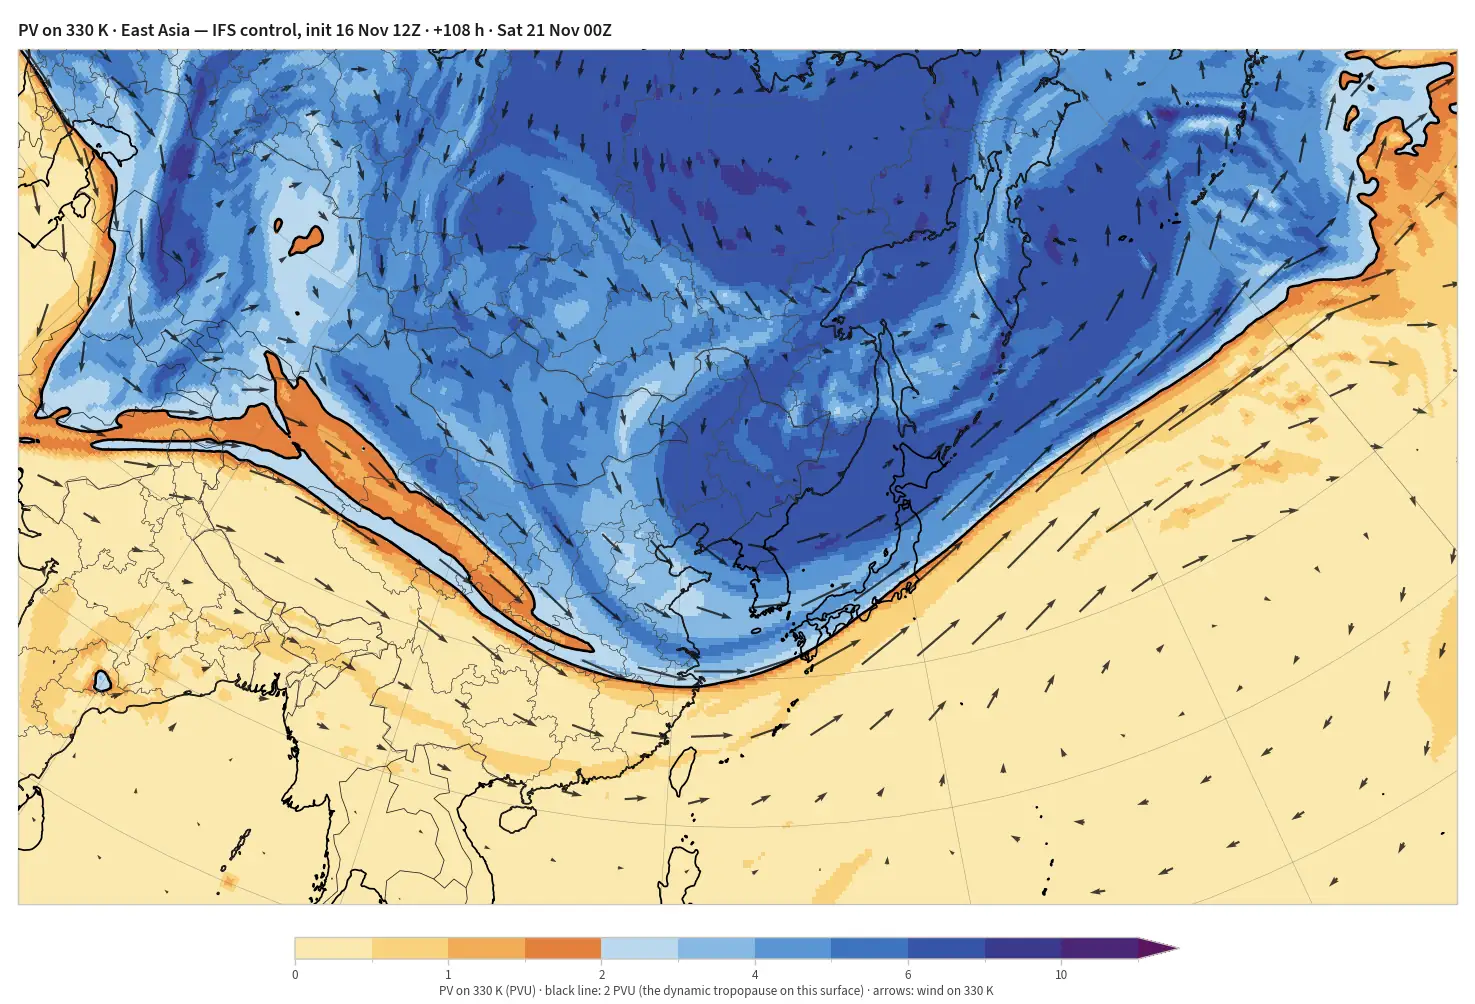 PV on 330 K · East Asia — IFS control, init 16 Nov 12Z · +108 h · Sat 21 Nov 00Z
0 1 2 4 6 10
PV on 330 K (PVU) · black line: 2 PVU (the dynamic tropopause on this surface) · arrows: wind on 330 K